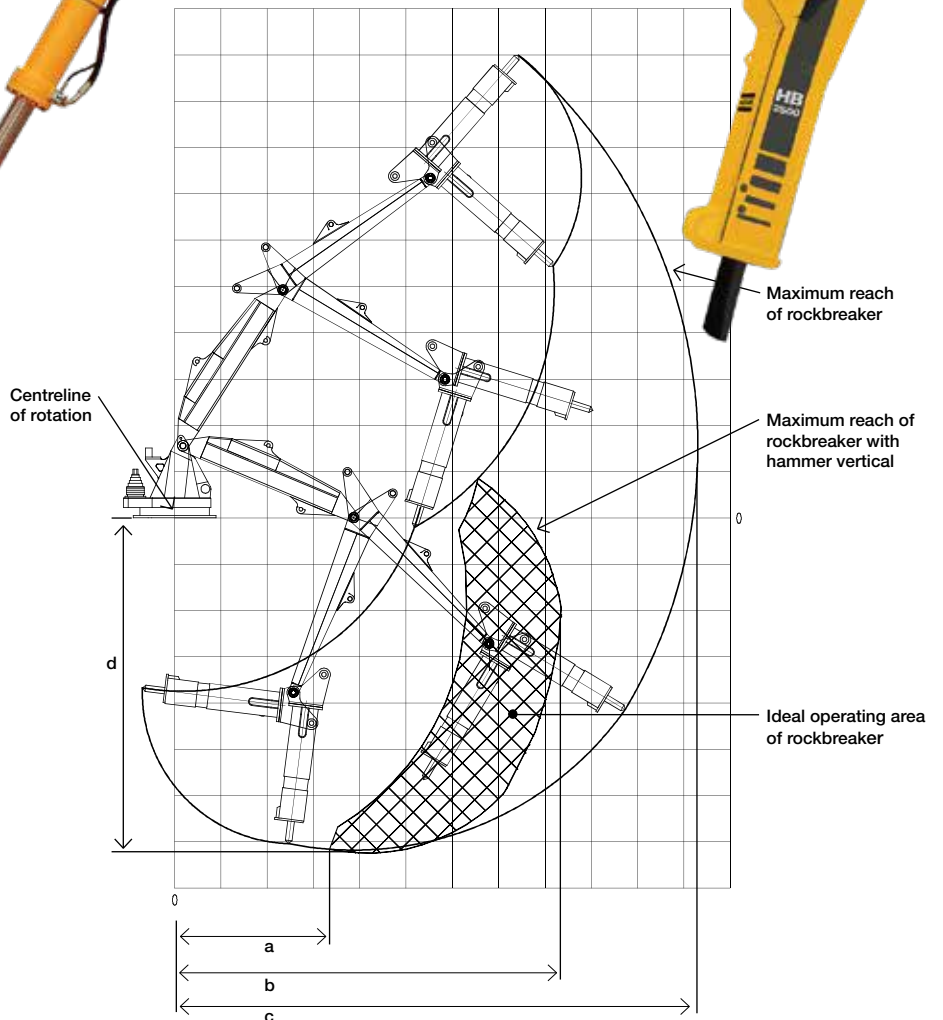 HB
2500
Maximum reach
of rockbreaker
Centreline
of rotation
Maximum reach of
rockbreaker with
hammer vertical
0
d
Ideal operating area
of rockbreaker
0
a
b
c